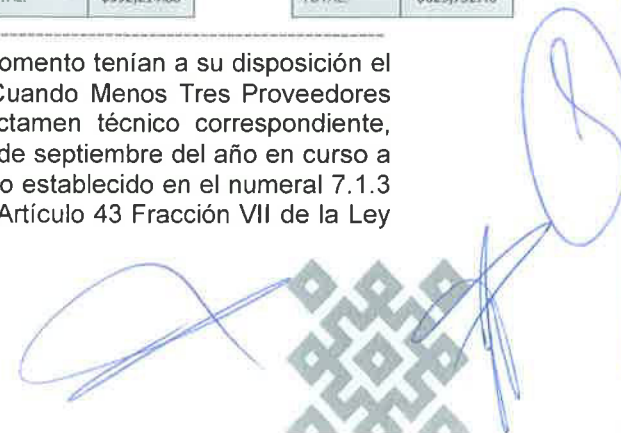 omento tenían a su disposición el
Cuando Menos Tres Proveedores
ctamen técnico correspondiente,
de septiembre del año en curso a
o establecido en el numeral 7.1.3
Artículo 43 Fracción VII de la Ley